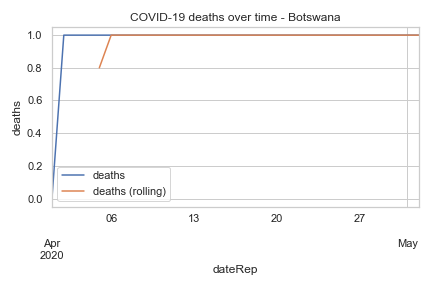 COVID-19 deaths over time - Botswana
1.0
0.8
0.6
0.4
0.2
0.0
deaths
deaths
deaths (rolling)
06
13
20
27
Apr
2020
May
dateRep